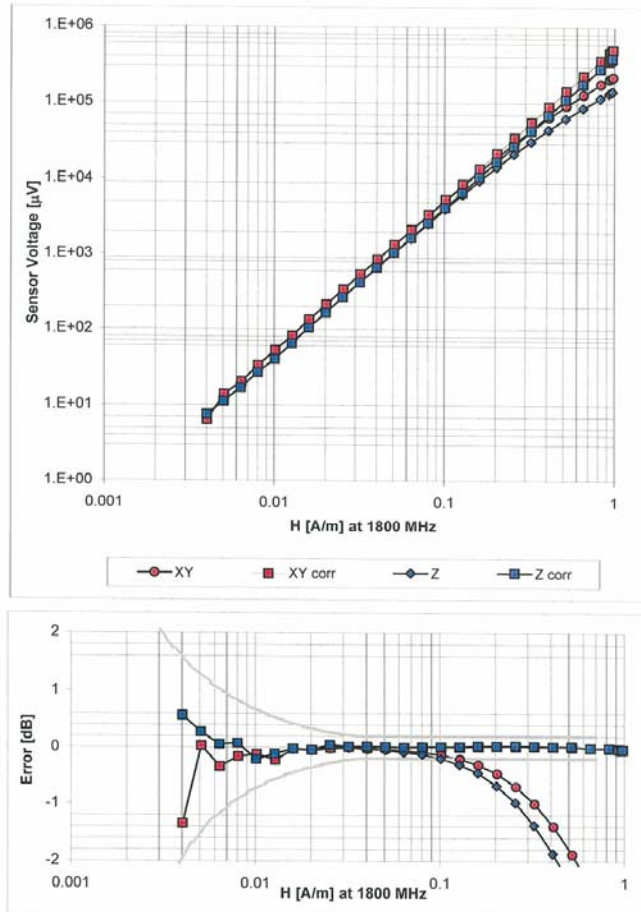 1.E+06
1.E+05
1.E+04
1.E+03
1.E+02
1.E+01
1.E+00
Sensor Voltage [µV]
0.001 0.01 0.1 1
H [A/m] at 1800 MHz
XY XY corr Z Z corr
2
1
0
-1
-2
Error [dB]
0.001 0.01 0.1 1
H [A/m] at 1800 MHz